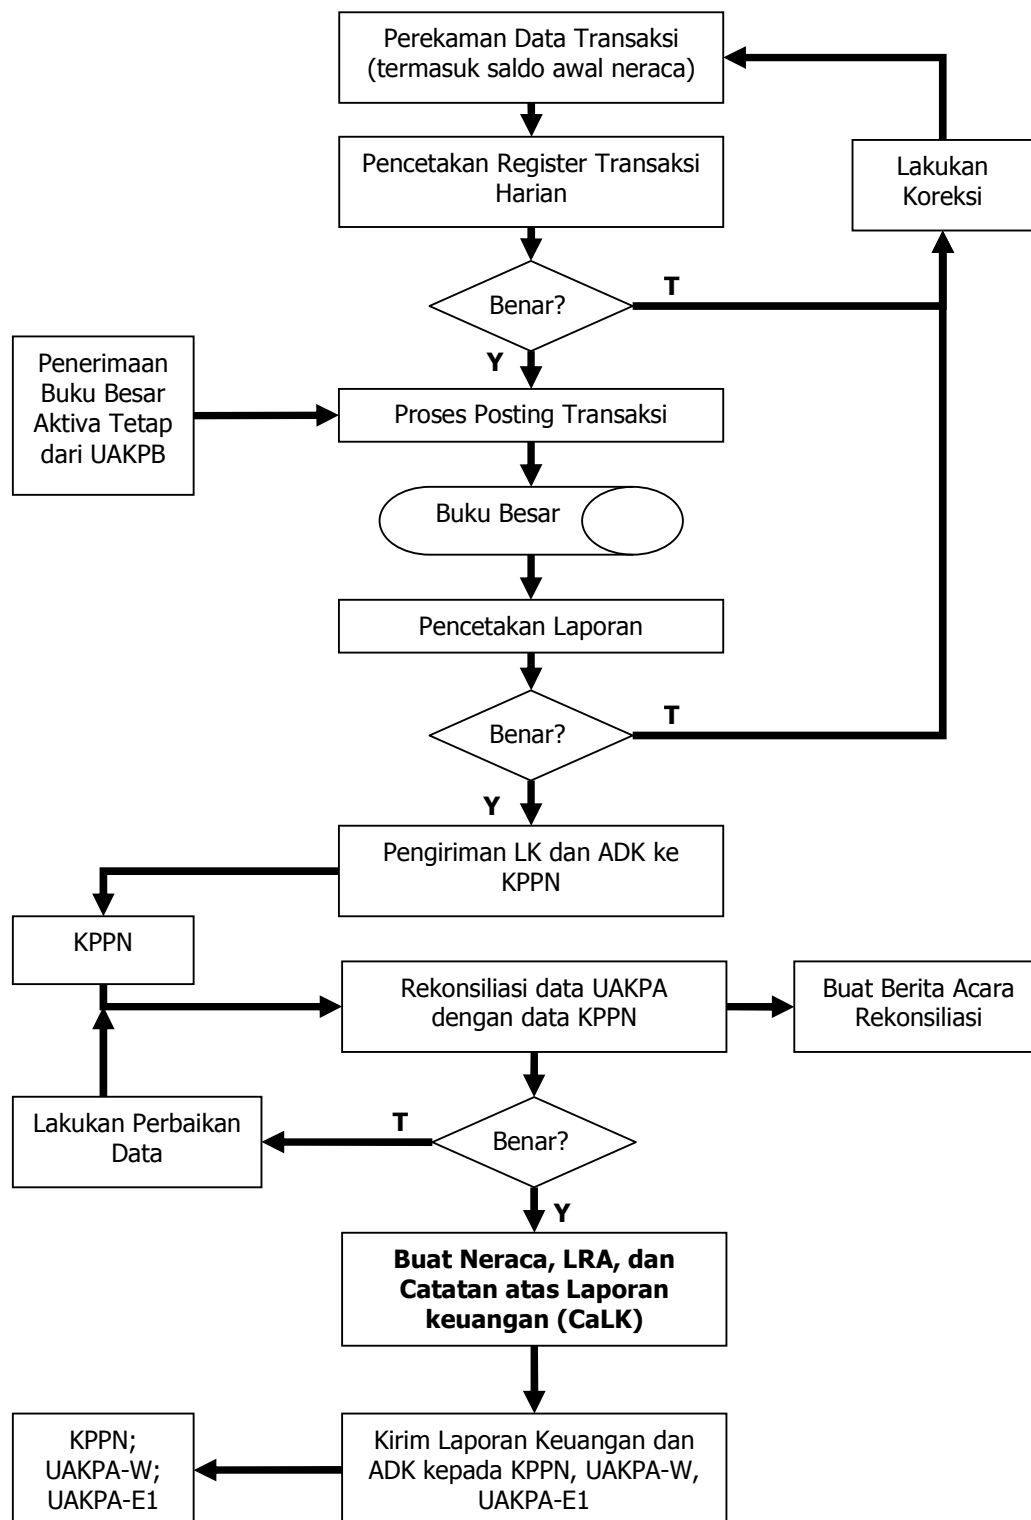 Perekaman Data Transaksi
(termasuk saldo awal neraca)
Pencetakan Register Transaksi
Harian
Lakukan
Koreksi
Benar?
T
Y
Penerimaan
Buku Besar
Aktiva Tetap
dari UAKPB
Proses Posting Transaksi
Buku Besar
Pencetakan Laporan
Benar?
T
Y
Pengiriman LK dan ADK ke
KPPN
KPPN
Rekonsiliasi data UAKPA
dengan data KPPN
Buat Berita Acara
Rekonsiliasi
Lakukan Perbaikan
Data
T
Benar?
Y
Buat Neraca, LRA, dan
Catatan atas Laporan
keuangan (CaLK)
KPPN;
UAKPA-W;
UAKPA-E1
Kirim Laporan Keuangan dan
ADK kepada KPPN, UAKPA-W,
UAKPA-E1